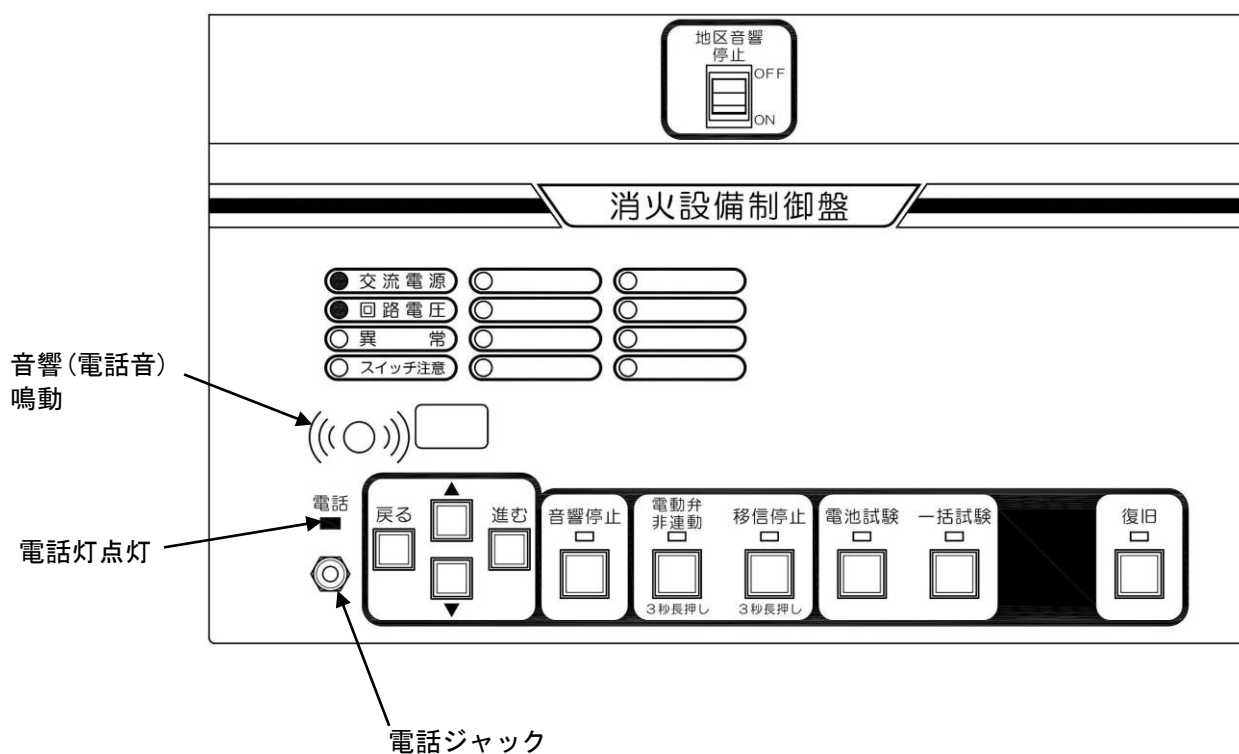 地区音響
停止
OFF
ON
消火設備制御盤
交流電源
回路電圧
異 常
スイッチ注意
音響(電話音)
鳴動
電話
電話灯点灯
戻る
▲
進む
▼
音響停止
電動弁
非連動
3秒長押し
移信停止
3秒長押し
電池試験
一括試験
復旧
電話ジャック